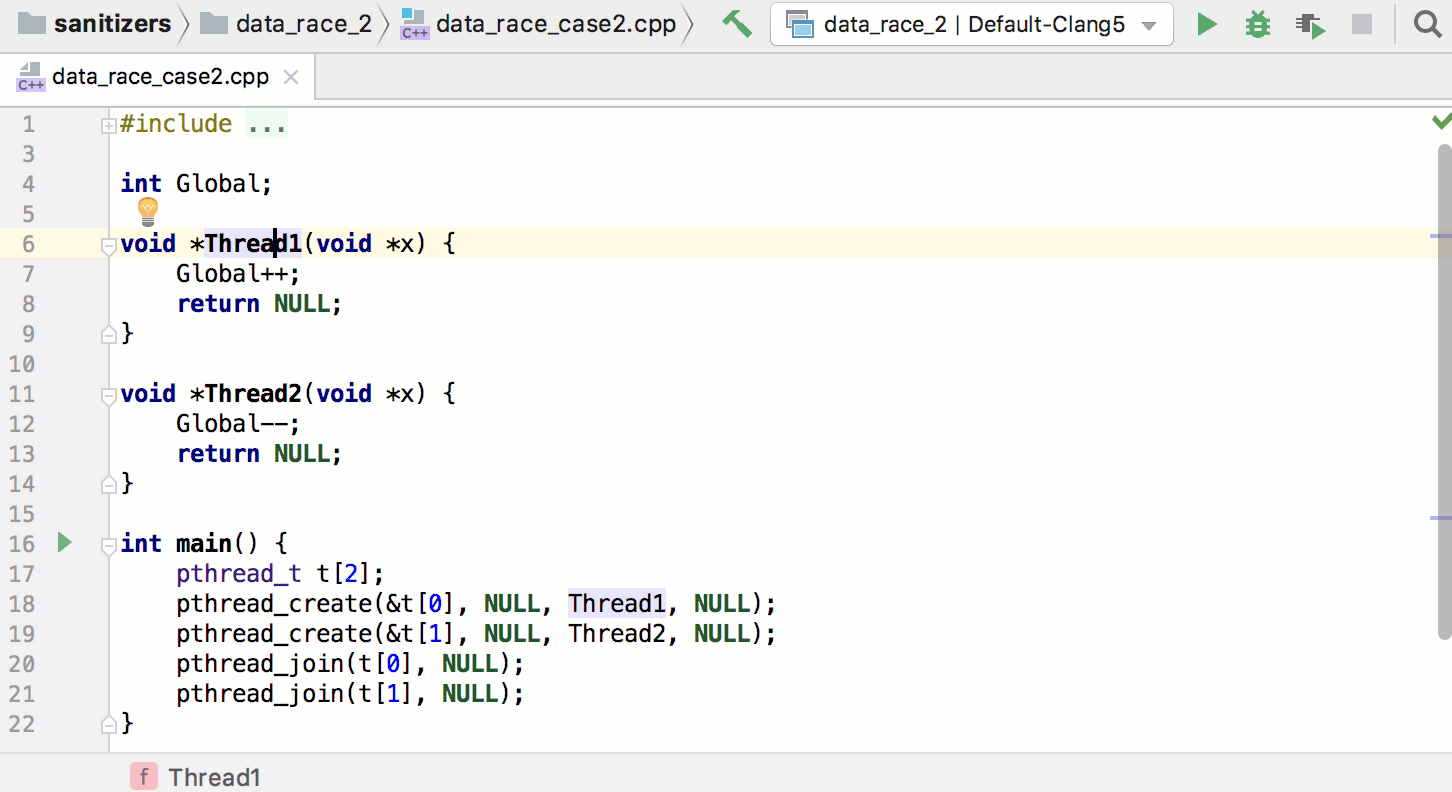 sanitizers data_race_2 C++ data_race_case2.cpp data_race_2 | Default-Clang5
C++ data_race_case2.cpp
1 #include ...
3
4 int Global;
5
6 void *Thread1(void *x) {
7 Global++;
8 return NULL;
9 }
10
11 void *Thread2(void *x) {
12 Global--;
13 return NULL;
14 }
15
16 int main() {
17 pthread_t t[2];
18 pthread_create(&t[0], NULL, Thread1, NULL);
19 pthread_create(&t[1], NULL, Thread2, NULL);
20 pthread_join(t[0], NULL);
21 pthread_join(t[1], NULL);
22 }
f Thread1